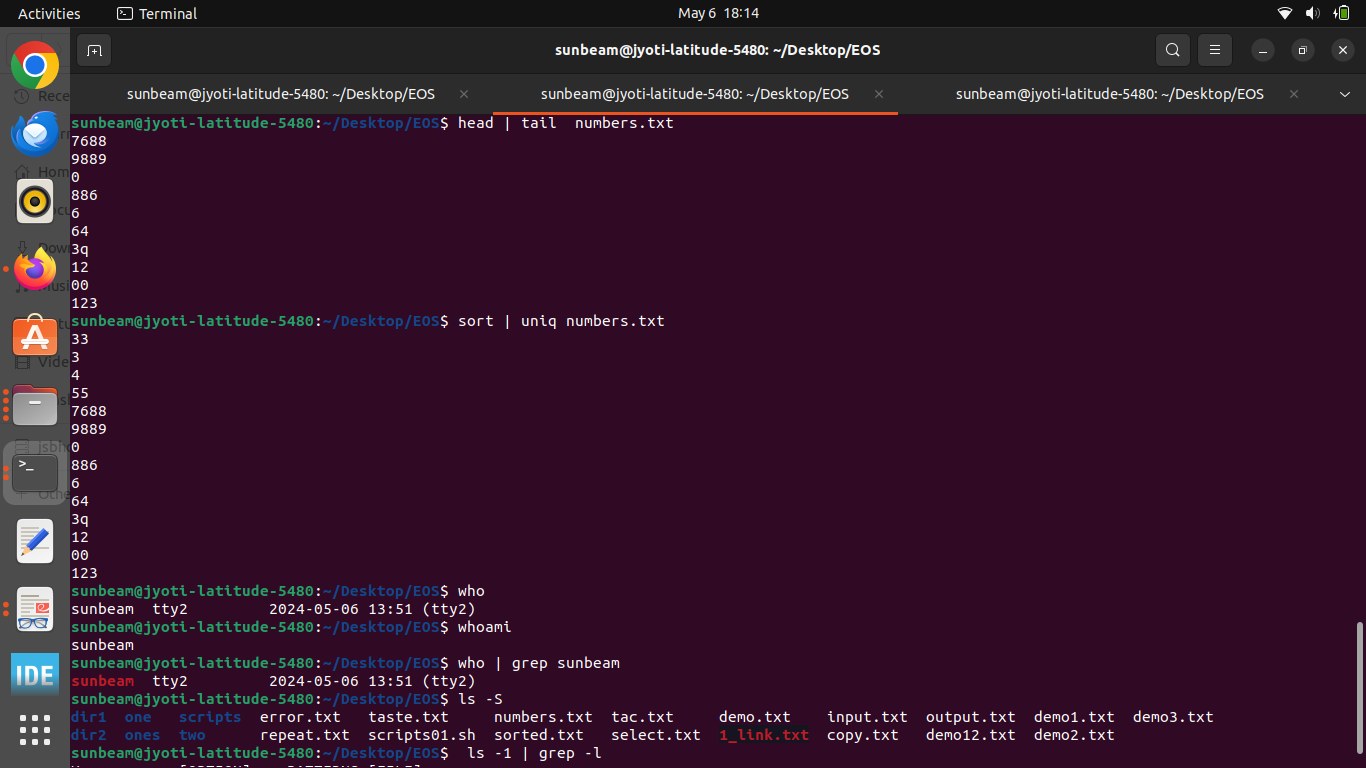 Activities Terminal May 6 18:14
sunbeam@jyoti-latitude-5480: ~/Desktop/EOS
sunbeam@jyoti-latitude-5480: ~/Desktop/EOS sunbeam@jyoti-latitude-5480: ~/Desktop/EOS sunbeam@jyoti-latitude-5480: ~/Desktop/EOS
sunbeam@jyoti-latitude-5480:~/Desktop/EOS$ head | tail  numbers.txt
7688
9889
0
886
6
64
3q
12
00
123
sunbeam@jyoti-latitude-5480:~/Desktop/EOS$ sort | uniq numbers.txt
33
3
4
55
7688
9889
0
886
6
64
3q
12
00
123
sunbeam@jyoti-latitude-5480:~/Desktop/EOS$ who
sunbeam  tty2         2024-05-06 13:51 (tty2)
sunbeam@jyoti-latitude-5480:~/Desktop/EOS$ whoami
sunbeam
sunbeam@jyoti-latitude-5480:~/Desktop/EOS$ who | grep sunbeam
sunbeam  tty2         2024-05-06 13:51 (tty2)
sunbeam@jyoti-latitude-5480:~/Desktop/EOS$ ls -S
dir1  one   scripts  error.txt   taste.txt     numbers.txt  tac.txt     demo.txt    input.txt  output.txt  demo1.txt  demo3.txt
dir2  ones  two      repeat.txt  scripts01.sh  sorted.txt   select.txt  1_link.txt  copy.txt   demo12.txt  demo2.txt
sunbeam@jyoti-latitude-5480:~/Desktop/EOS$  ls -1 | grep -l
IDE